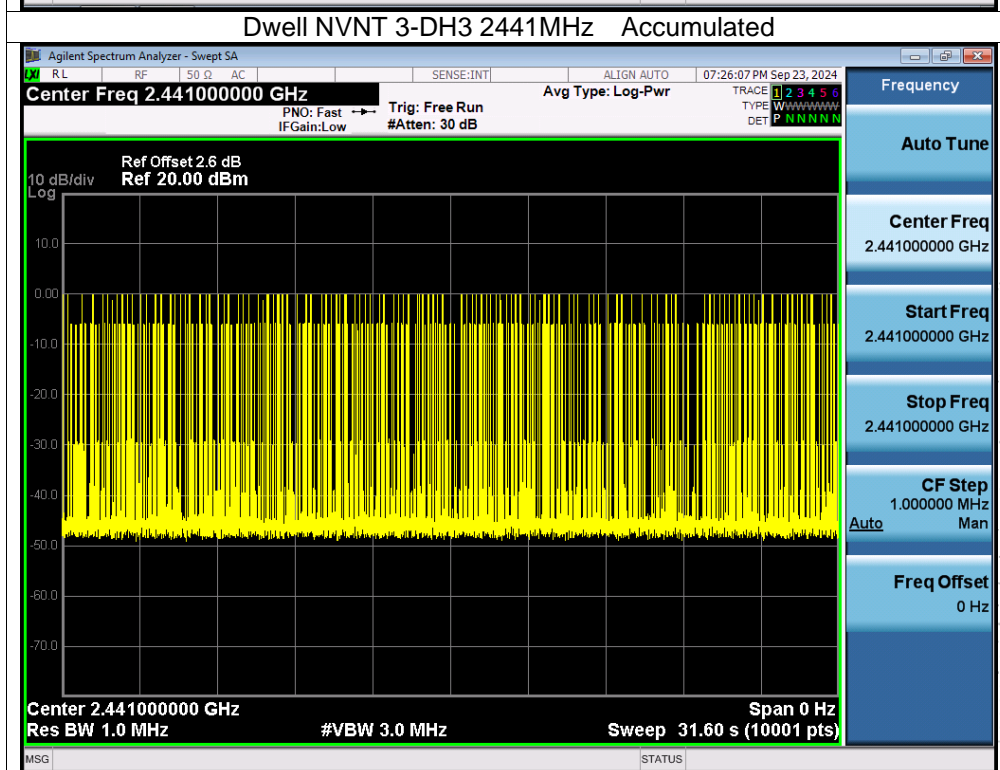 Dwell NVNT 3-DH3 2441MHz Accumulated
Agilent Spectrum Analyzer - Swept SA
LXI RL RF 50 Ω AC SENSE:INT ALIGN AUTO 07:26:07 PM Sep 23, 2024
Center Freq 2.441000000 GHz
PNO: Fast
IFGain:Low
Trig: Free Run
#Atten: 30 dB
Avg Type: Log-Pwr
TRACE 1 2 3 4 5 6
TYPE WWWWWWW
DET P N N N N N
Ref Offset 2.6 dB
10 dB/div Ref 20.00 dBm
Log
10.0
0.00
-10.0
-20.0
-30.0
-40.0
-50.0
-60.0
-70.0
Center 2.441000000 GHz Span 0 Hz
Res BW 1.0 MHz #VBW 3.0 MHz Sweep 31.60 s (10001 pts)
MSG STATUS
Frequency
Auto Tune
Center Freq
2.441000000 GHz
Start Freq
2.441000000 GHz
Stop Freq
2.441000000 GHz
CF Step
1.000000 MHz
Auto Man
Freq Offset
0 Hz